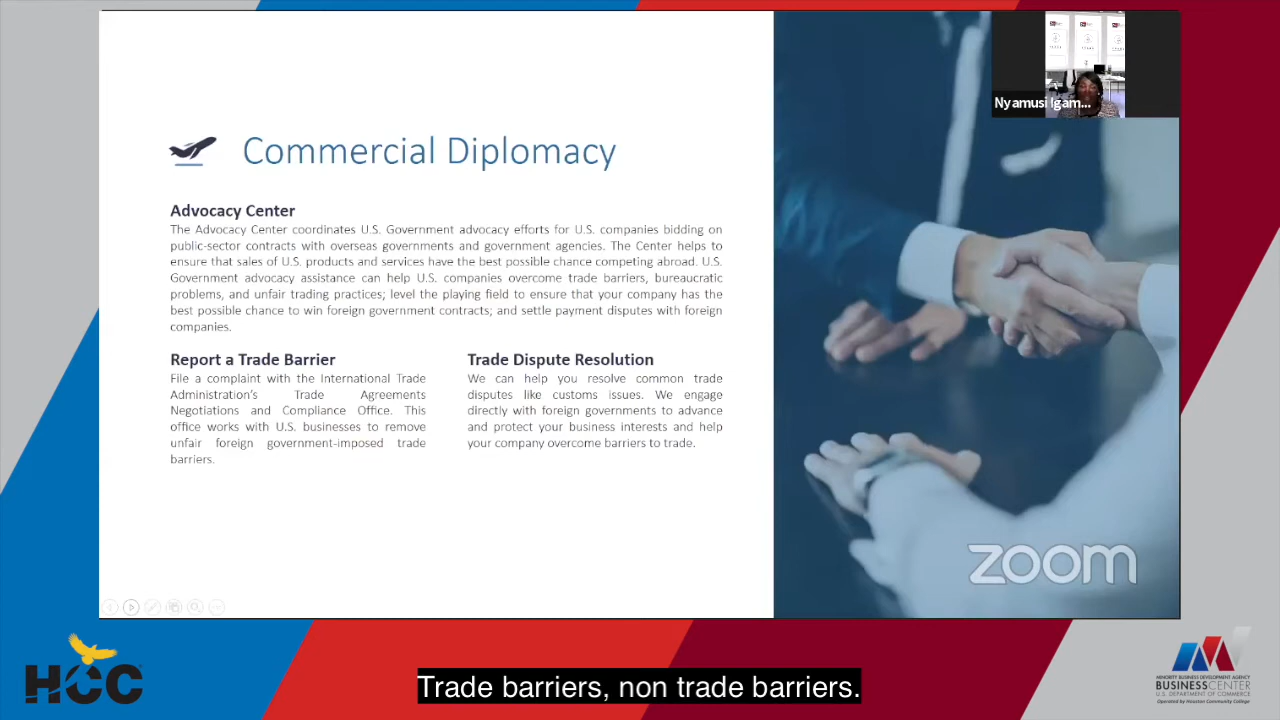 Nyamusi Igam...
Commercial Diplomacy
Advocacy Center
The Advocacy Center coordinates U.S. Government advocacy efforts for U.S. companies bidding on
public-sector contracts with overseas governments and government agencies. The Center helps to
ensure that sales of U.S. products and services have the best possible chance competing abroad. U.S.
Government advocacy assistance can help U.S. companies overcome trade barriers, bureaucratic
problems, and unfair trading practices; level the playing field to ensure that your company has the
best possible chance to win foreign government contracts; and settle payment disputes with foreign
companies.
Report a Trade Barrier
File a complaint with the International Trade
Administration's Trade Agreements
Negotiations and Compliance Office. This
office works with U.S. businesses to remove
unfair foreign government-imposed trade
barriers.
Trade Dispute Resolution
We can help you resolve common trade
disputes like customs issues. We engage
directly with foreign governments to advance
and protect your business interests and help
your company overcome barriers to trade.
zoom
HCC
Trade barriers, non trade barriers.
MINORITY BUSINESS DEVELOPMENT AGENCY
BUSINESS CENTER
U.S. DEPARTMENT OF COMMERCE
Operated by Houston Community College